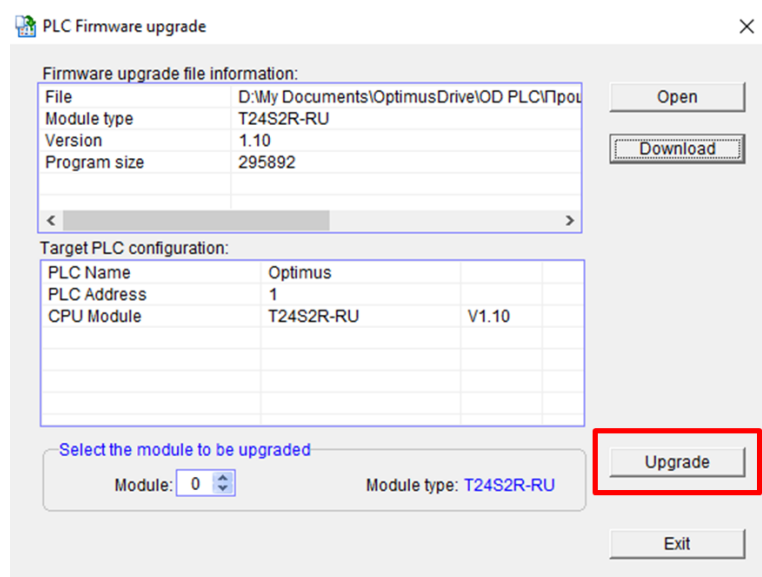 PLC Firmware upgrade
Firmware upgrade file information:
File D:\My Documents\OptimusDrive\OD PLC\Прош
Module type T24S2R-RU
Version 1.10
Program size 295892
Open
Download
Target PLC configuration:
PLC Name Optimus
PLC Address 1
CPU Module T24S2R-RU V1.10
Select the module to be upgraded
Module: 0 Module type: T24S2R-RU
Upgrade
Exit